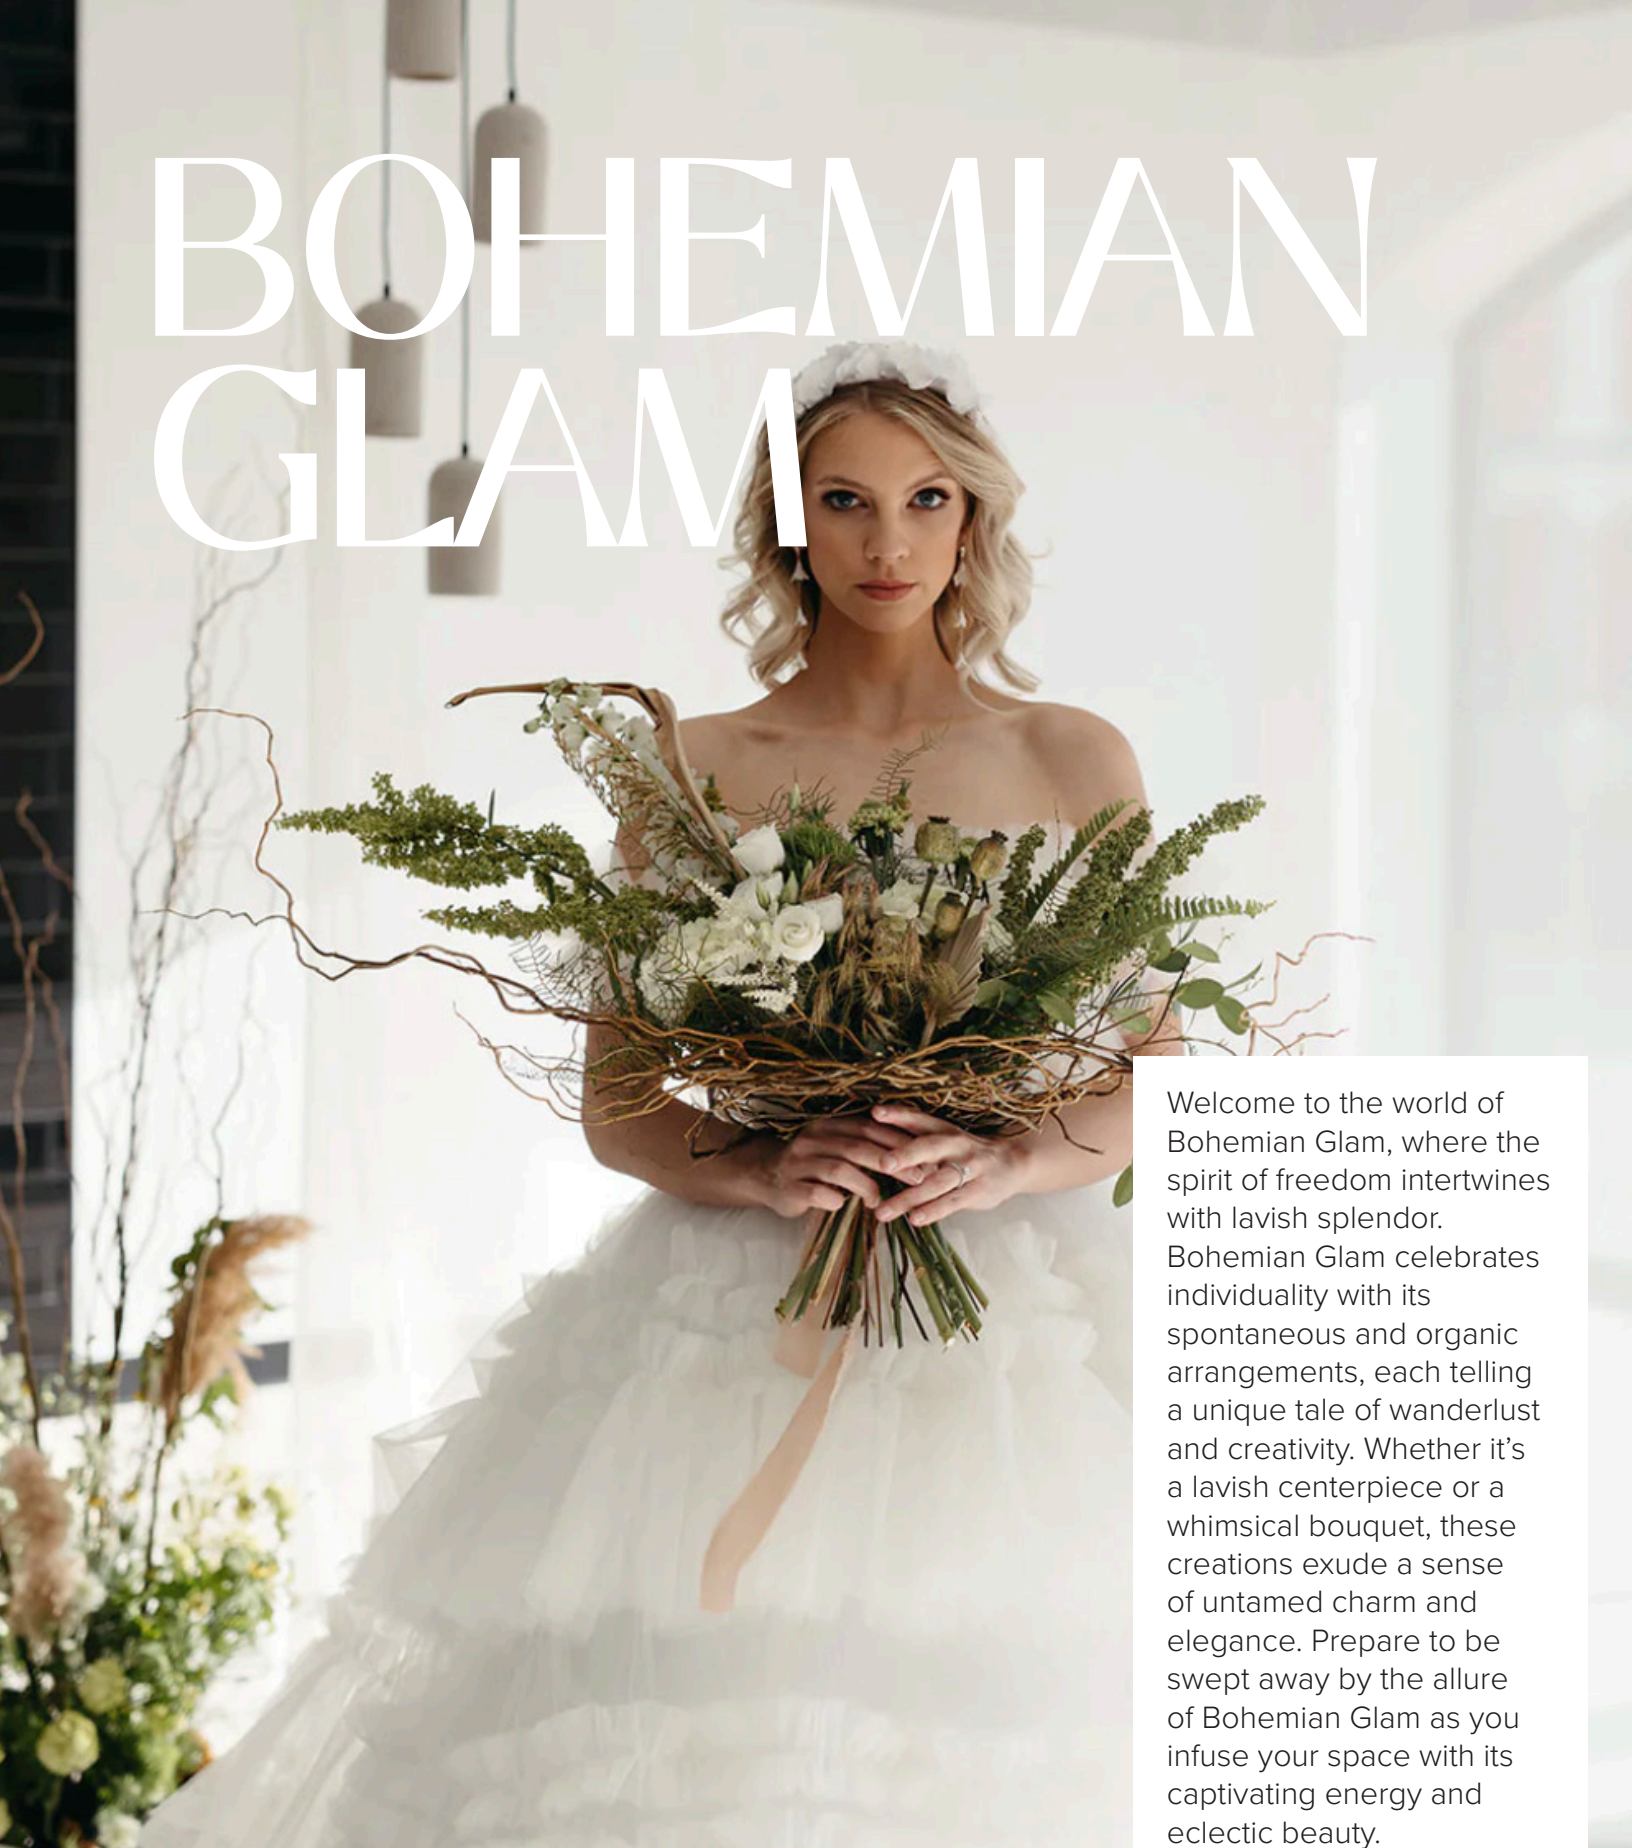 BOHEMIAN
GLAM
Welcome to the world of
Bohemian Glam, where the
spirit of freedom intertwines
with lavish splendor.
Bohemian Glam celebrates
individuality with its
spontaneous and organic
arrangements, each telling
a unique tale of wanderlust
and creativity. Whether it’s
a lavish centerpiece or a
whimsical bouquet, these
creations exude a sense
of untamed charm and
elegance. Prepare to be
swept away by the allure
of Bohemian Glam as you
infuse your space with its
captivating energy and
eclectic beauty.